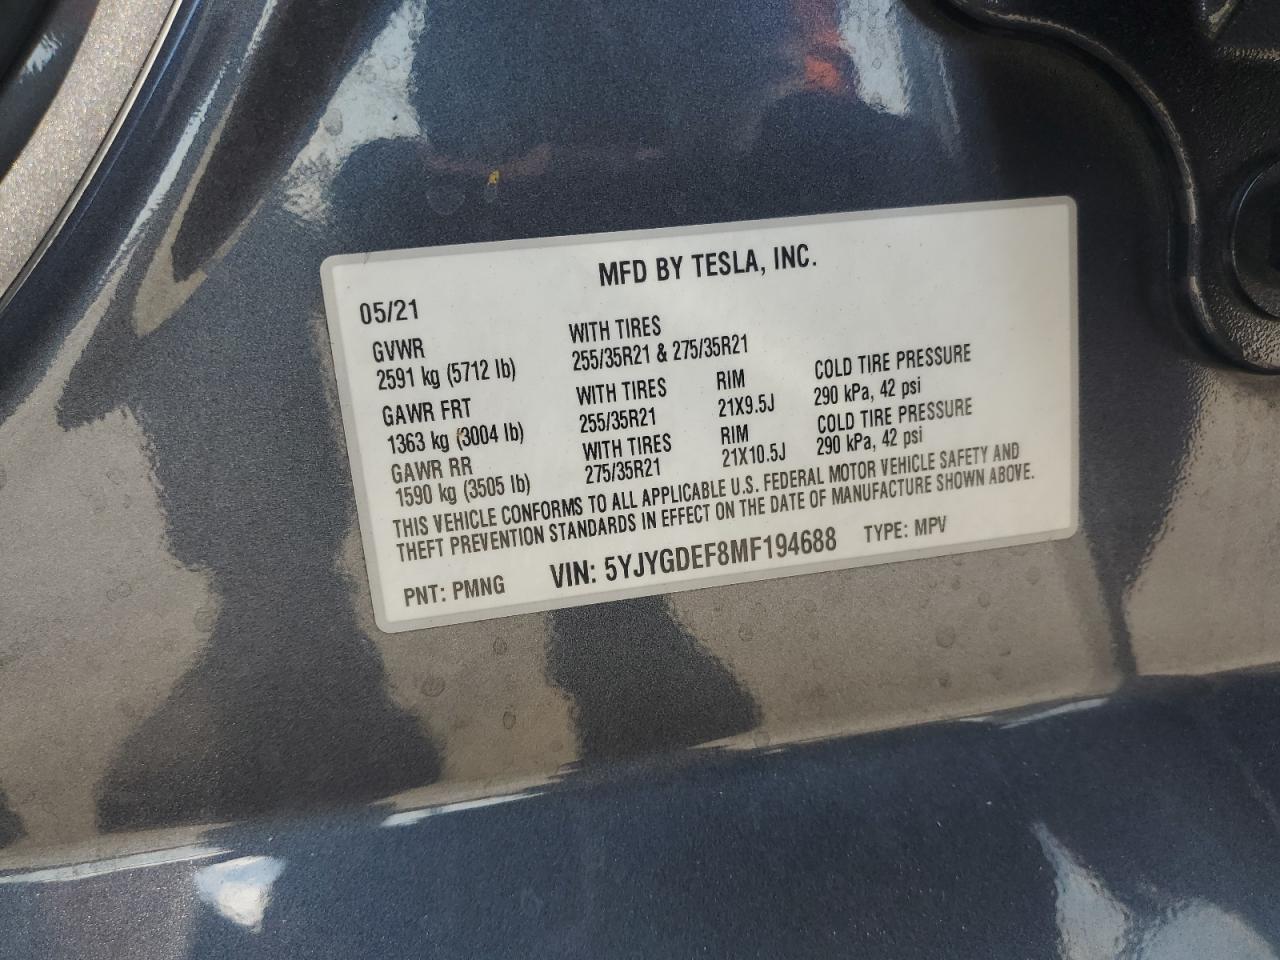 MFD BY TESLA, INC.
05/21
GVWR WITH TIRES
2591 kg (5712 lb) 255/35R21 & 275/35R21
GAWR FRT WITH TIRES RIM COLD TIRE PRESSURE
1363 kg (3004 lb) 255/35R21 21X9.5J 290 kPa, 42 psi
GAWR RR WITH TIRES RIM COLD TIRE PRESSURE
1590 kg (3505 lb) 275/35R21 21X10.5J 290 kPa, 42 psi
THIS VEHICLE CONFORMS TO ALL APPLICABLE U.S. FEDERAL MOTOR VEHICLE SAFETY AND
THEFT PREVENTION STANDARDS IN EFFECT ON THE DATE OF MANUFACTURE SHOWN ABOVE.
PNT: PMNG VIN: 5YJYGDEF8MF194688 TYPE: MPV